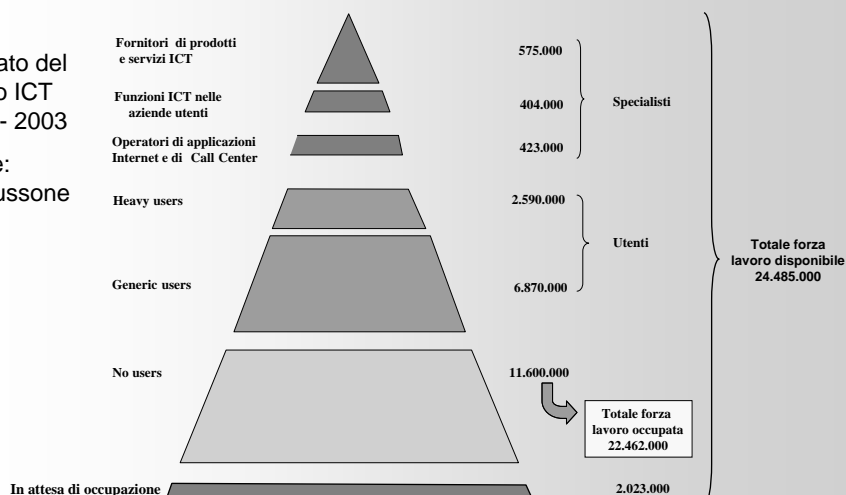 ato del
o ICT
- 2003
e:
ussone
Fornitori di prodotti
e servizi ICT
575.000
Funzioni ICT nelle
aziende utenti
404.000
Specialisti
Operatori di applicazioni
Internet e di Call Center
423.000
Heavy users
2.590.000
Utenti
Generic users
6.870.000
Totale forza
lavoro disponibile
24.485.000
No users
11.600.000
Totale forza
lavoro occupata
22.462.000
In attesa di occupazione
2.023.000